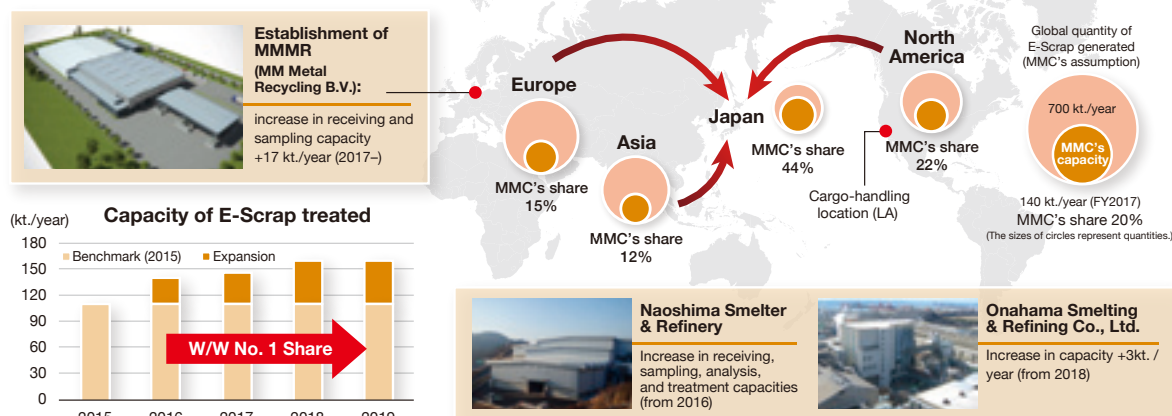 Establishment of
MMMR
(MM Metal
Recycling B.V.):
increase in receiving and
sampling capacity
+17 kt./year (2017–)
Europe
MMC's share
15%
Asia
MMC's share
12%
Japan
MMC's share
44%
North
America
MMC's share
22%
Cargo-handling
location (LA)
Global quantity of
E-Scrap generated
(MMC's assumption)
700 kt./year
MMC's
capacity
140 kt./year (FY2017)
MMC's share 20%
(The sizes of circles represent quantities.)
(kt./year)
Capacity of E-Scrap treated
180
150
120
90
60
30
0
Benchmark (2015)
Expansion
W/W No. 1 Share
2015 2016 2017 2018 2019
Naoshima Smelter
& Refinery
Increase in receiving,
sampling, analysis,
and treatment capacities
(from 2016)
Onahama Smelting
& Refining Co., Ltd.
Increase in capacity +3kt. /
year (from 2018)